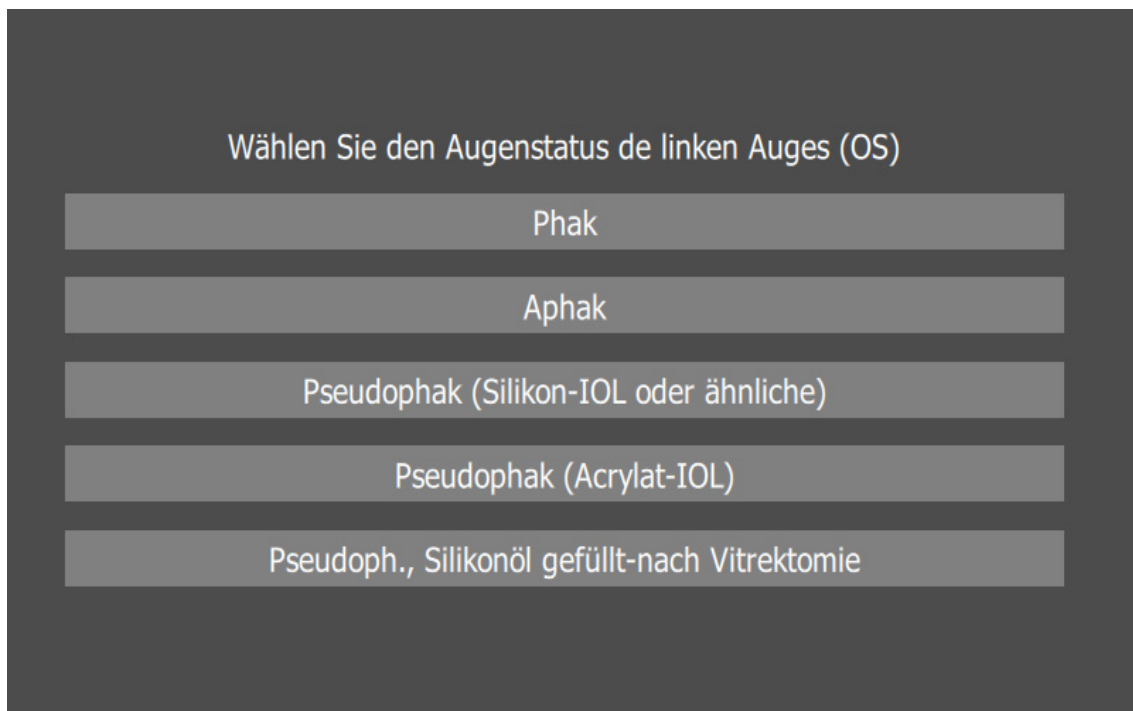 Wählen Sie den Augenstatus de linken Auges (OS)
Phak
Aphak
Pseudophak (Silikon-IOL oder ähnliche)
Pseudophak (Acrylat-IOL)
Pseudoph., Silikonöl gefüllt-nach Vitrektomie